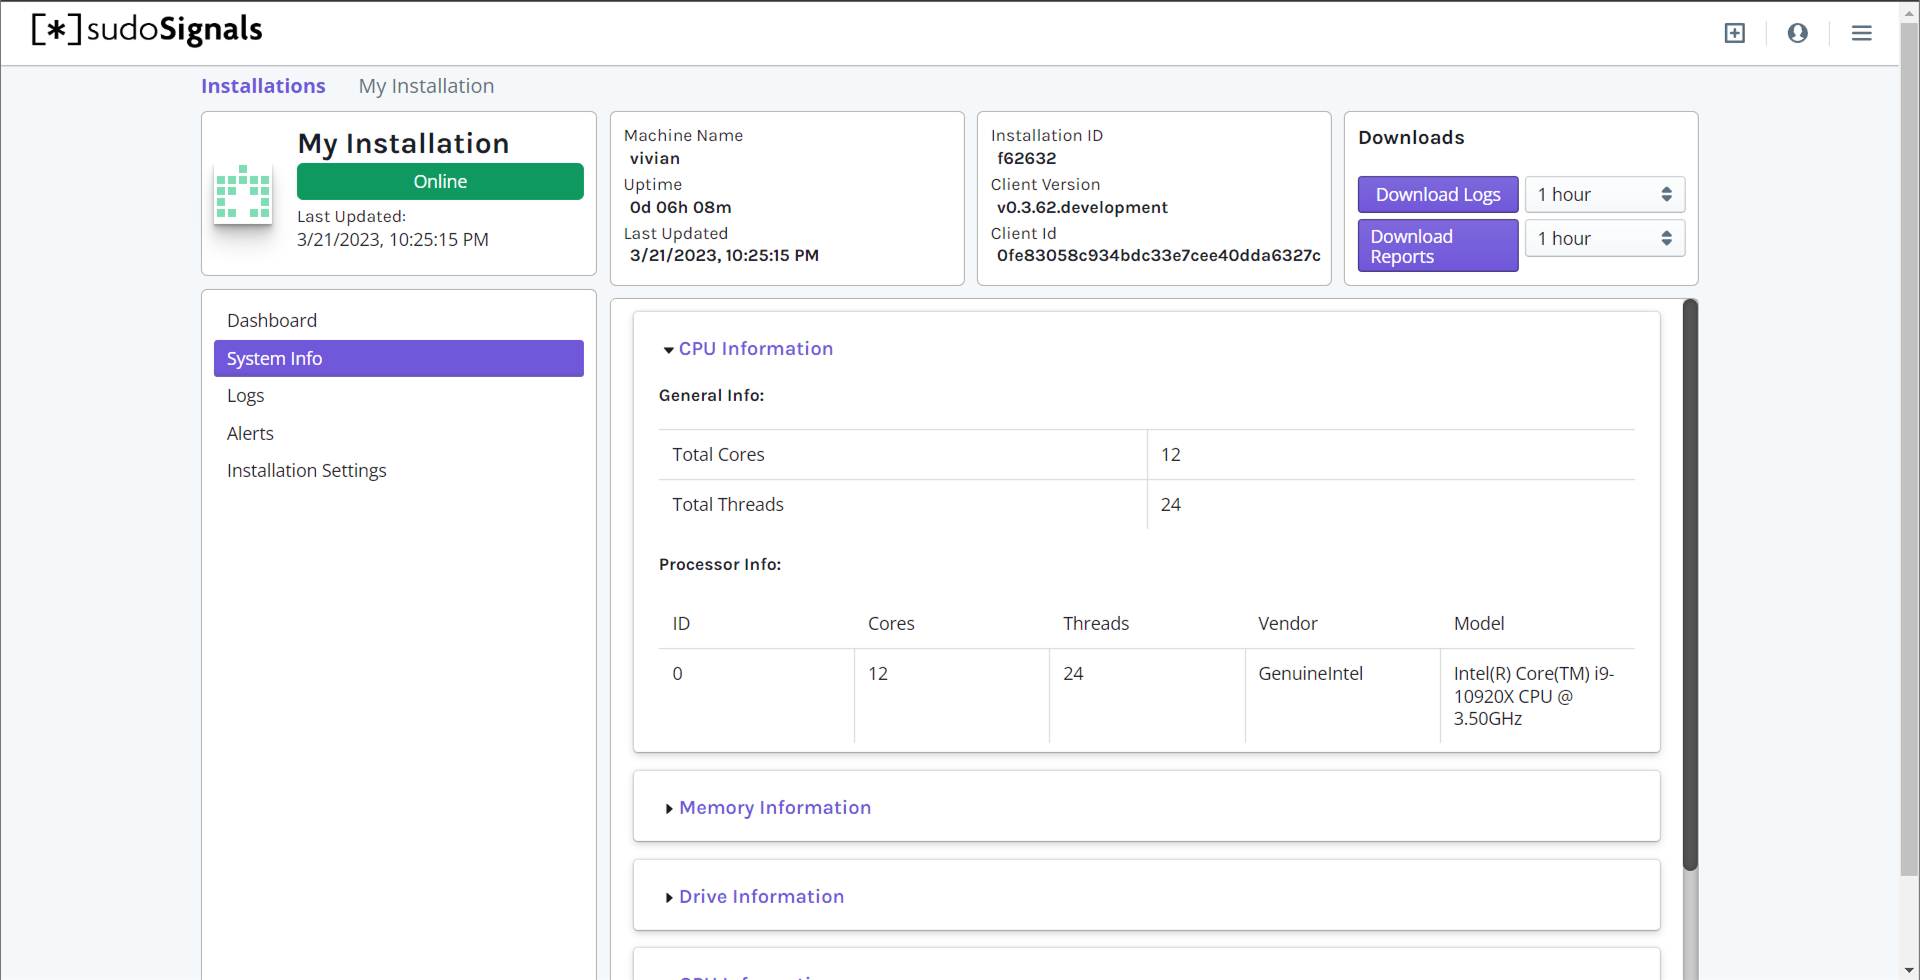 [*]sudoSignals
Installations My Installation
My Installation
Online
Last Updated:
3/21/2023, 10:25:15 PM
Machine Name
vivian
Uptime
0d 06h 08m
Last Updated
3/21/2023, 10:25:15 PM
Installation ID
f62632
Client Version
v0.3.62.development
Client Id
0fe83058c934bdc33e7cee40dda6327c
Downloads
Download Logs 1 hour
Download
Reports
1 hour
Dashboard
System Info
Logs
Alerts
Installation Settings
CPU Information
General Info:
Total Cores 12
Total Threads 24
Processor Info:
ID Cores Threads Vendor Model
0 12 24 GenuineIntel Intel(R) Core(TM) i9-
10920X CPU @
3.50GHz
Memory Information
Drive Information